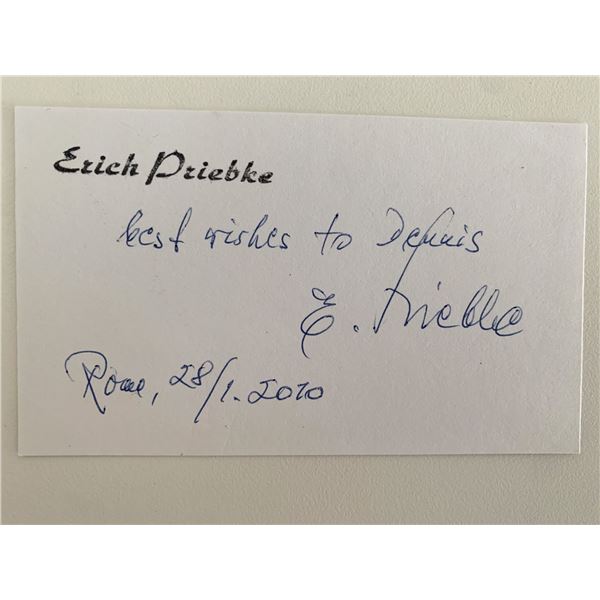 Erich Priebke
best wishes to Dennis
E. Priebke
Rome, 28/1.2010